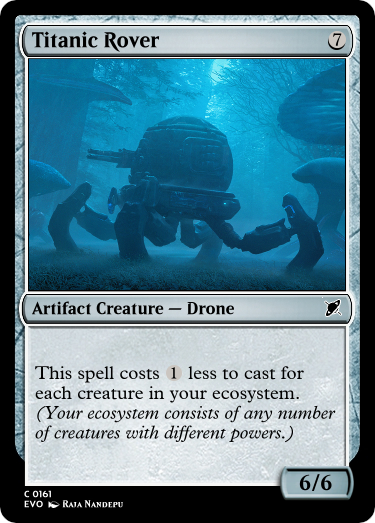 Titanic Rover 7
Artifact Creature — Drone
This spell costs 1 less to cast for
each creature in your ecosystem.
(Your ecosystem consists of any number
of creatures with different powers.)
6/6
C 0161
EVO Raja Nandepu